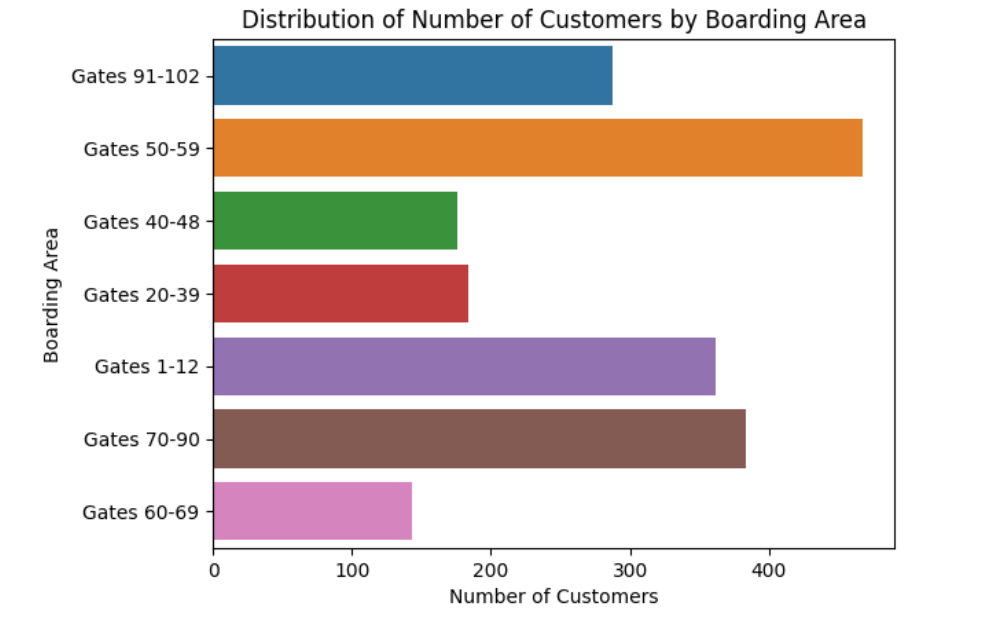 Distribution of Number of Customers by Boarding Area
Boarding Area
Gates 91-102
Gates 50-59
Gates 40-48
Gates 20-39
Gates 1-12
Gates 70-90
Gates 60-69
0 100 200 300 400
Number of Customers